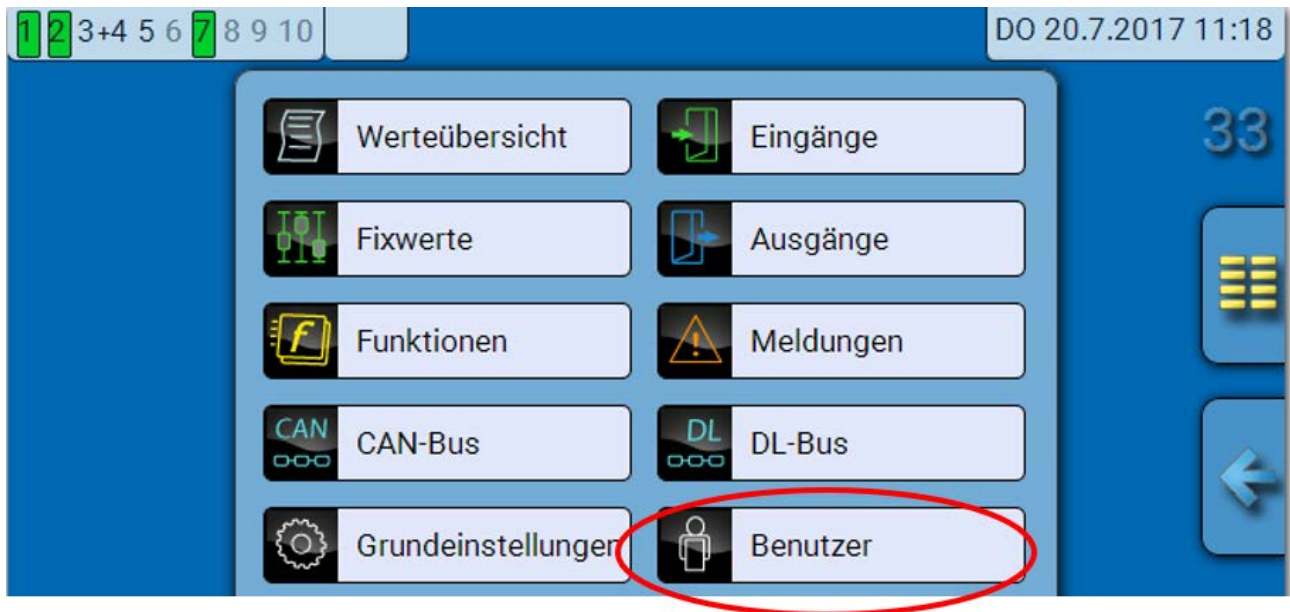 1 2 3+4 5 6 7 8 9 10
DO 20.7.2017 11:18
33
Werteübersicht
Eingänge
Fixwerte
Ausgänge
f Funktionen
Meldungen
CAN CAN-Bus
DL DL-Bus
Grundeinstellungen
Benutzer